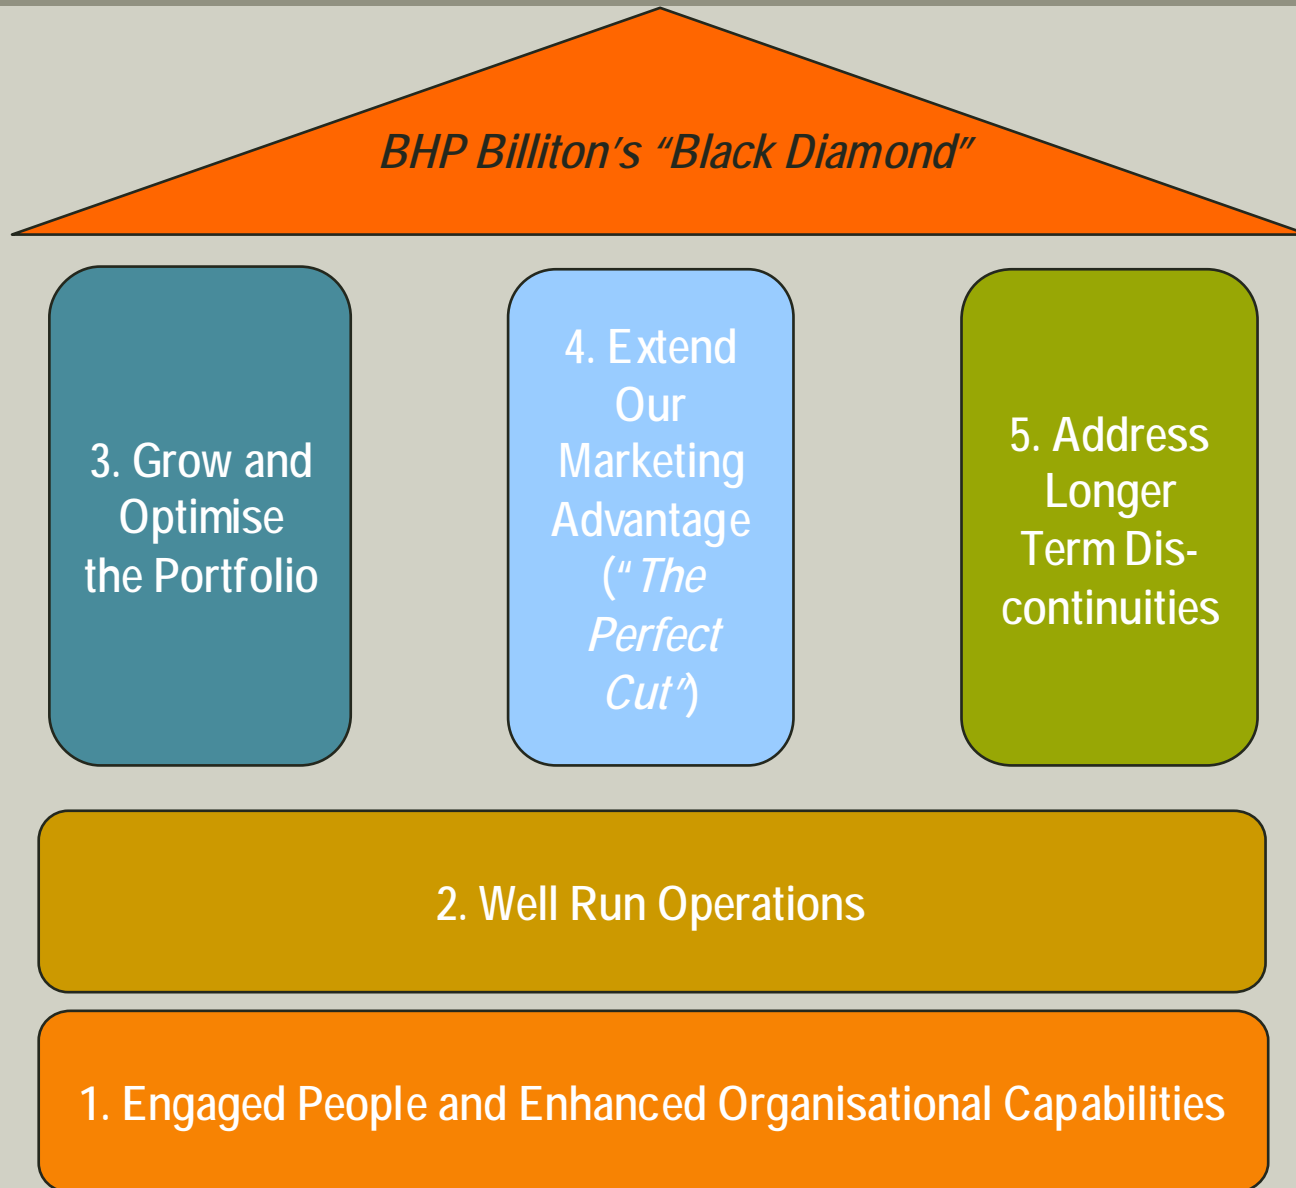 BHP Billiton's “Black Diamond”
3. Grow and
Optimise
the Portfolio
4. Extend
Our
Marketing
Advantage
(“The
Perfect
Cut”)
5. Address
Longer
Term Dis-
continuities
2. Well Run Operations
1. Engaged People and Enhanced Organisational Capabilities